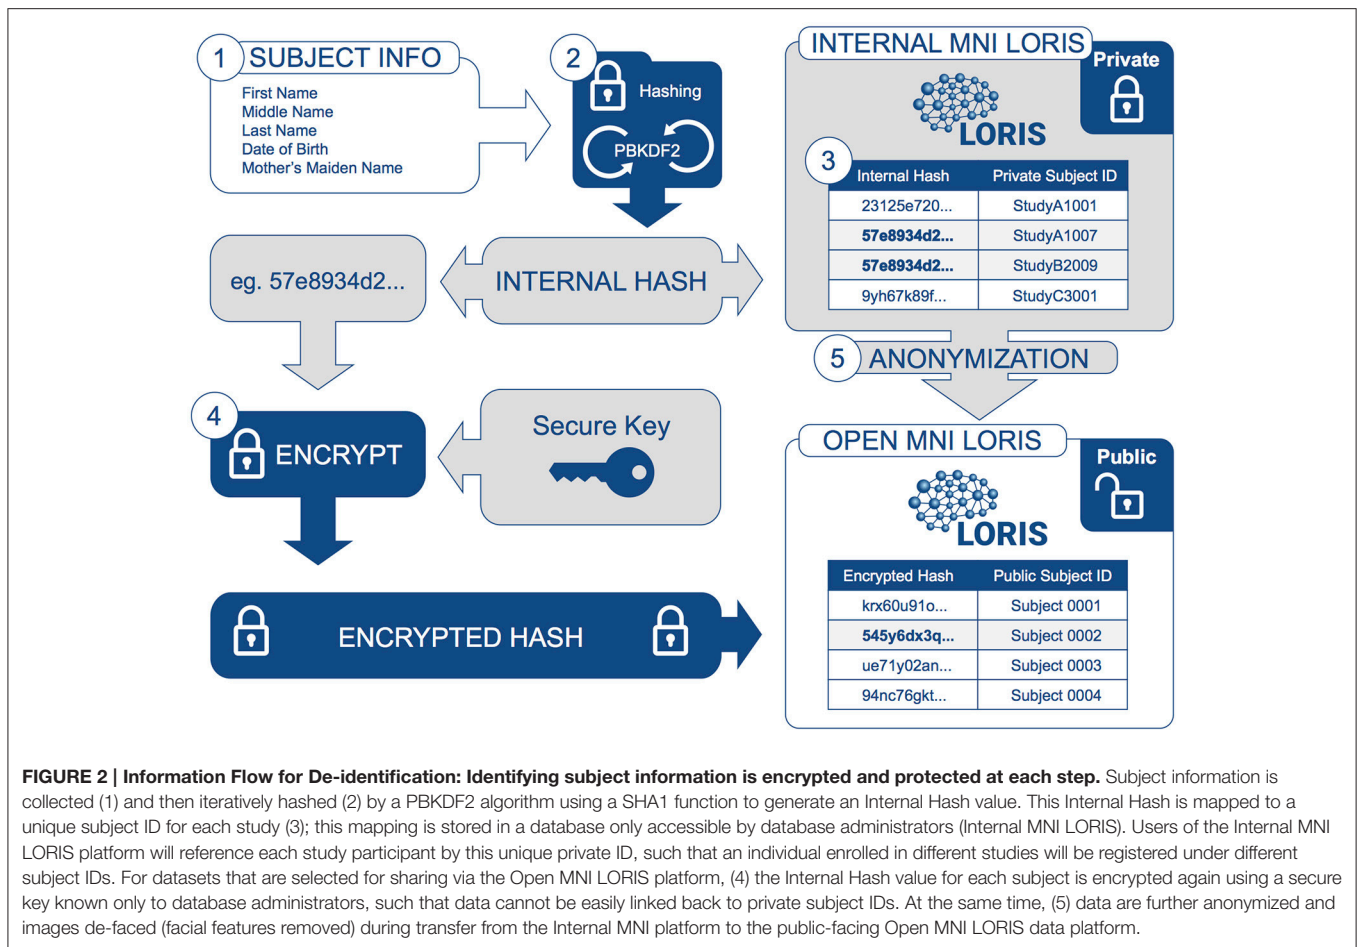 1
SUBJECT INFO
First Name
Middle Name
Last Name
Date of Birth
Mother's Maiden Name
2
Hashing
PBKDF2
INTERNAL MNI LORIS
Private
LORIS
3
Internal Hash Private Subject ID
23125e720... StudyA1001
57e8934d2... StudyA1007
57e8934d2... StudyB2009
9yh67k89f... StudyC3001
eg. 57e8934d2...
INTERNAL HASH
5
ANONYMIZATION
4
ENCRYPT
Secure Key
OPEN MNI LORIS
Public
LORIS
Encrypted Hash Public Subject ID
krx60u91o... Subject 0001
545y6dx3q... Subject 0002
ue71y02an... Subject 0003
94nc76gkt... Subject 0004
ENCRYPTED HASH
FIGURE 2 | Information Flow for De-identification: Identifying subject information is encrypted and protected at each step. Subject information is
collected (1) and then iteratively hashed (2) by a PBKDF2 algorithm using a SHA1 function to generate an Internal Hash value. This Internal Hash is mapped to a
unique subject ID for each study (3); this mapping is stored in a database only accessible by database administrators (Internal MNI LORIS). Users of the Internal MNI
LORIS platform will reference each study participant by this unique private ID, such that an individual enrolled in different studies will be registered under different
subject IDs. For datasets that are selected for sharing via the Open MNI LORIS platform, (4) the Internal Hash value for each subject is encrypted again using a secure
key known only to database administrators, such that data cannot be easily linked back to private subject IDs. At the same time, (5) data are further anonymized and
images de-faced (facial features removed) during transfer from the Internal MNI platform to the public-facing Open MNI LORIS data platform.